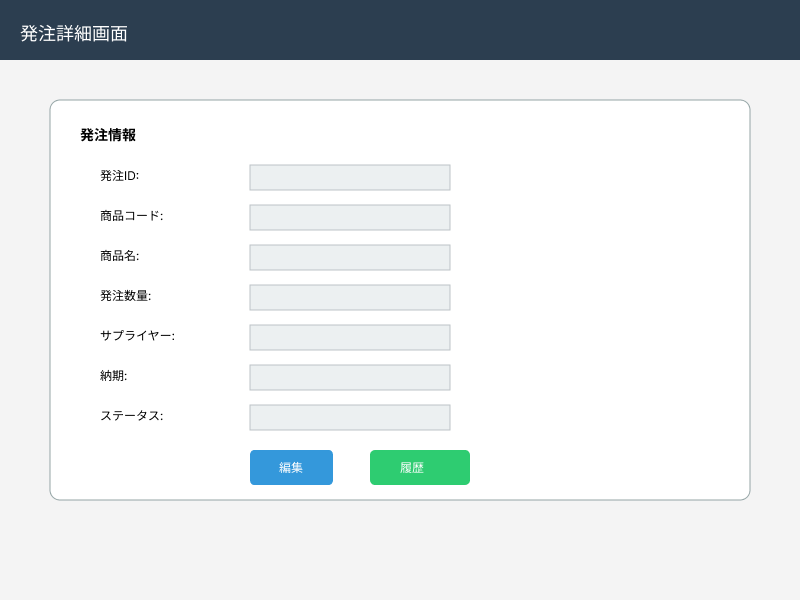 発注詳細画面
発注情報
発注ID:
商品コード:
商品名:
発注数量:
サプライヤー:
納期:
ステータス:
編集
履歴